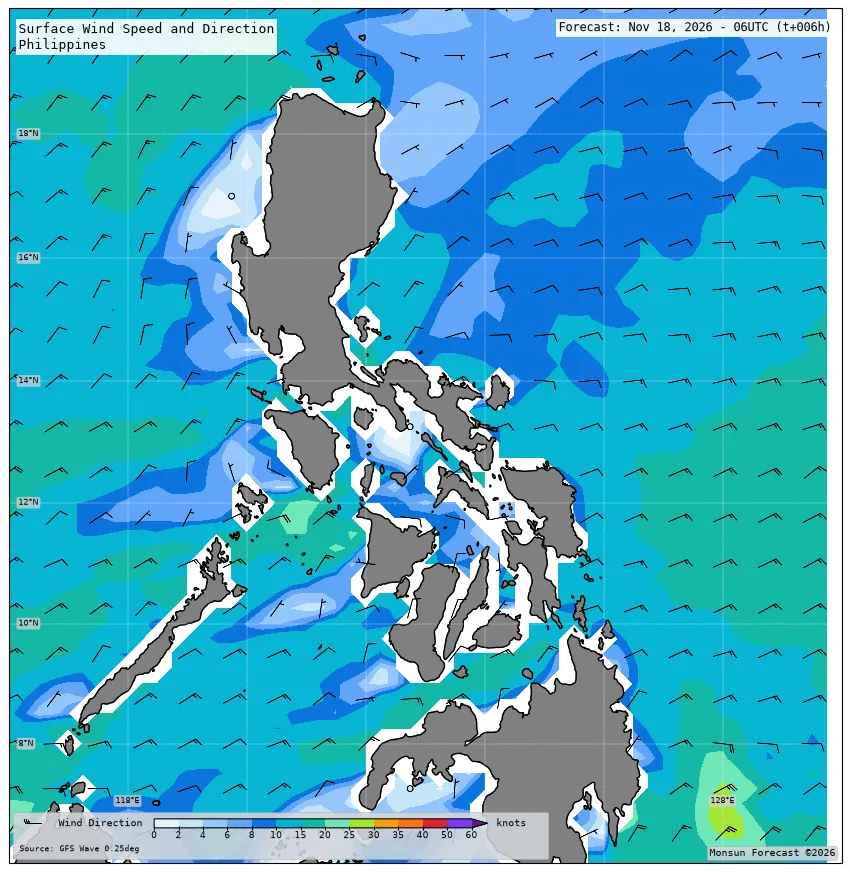 Surface Wind Speed and Direction
Philippines
Forecast: Nov 18, 2026 - 06UTC (t+006h)
18°N
16°N
14°N
12°N
10°N
8°N
118°E
128°E
Wind Direction
0 2 4 6 8 10 15 20 25 30 35 40 50 60
knots
Source: GFS Wave 0.25deg
Monsun Forecast ©2026